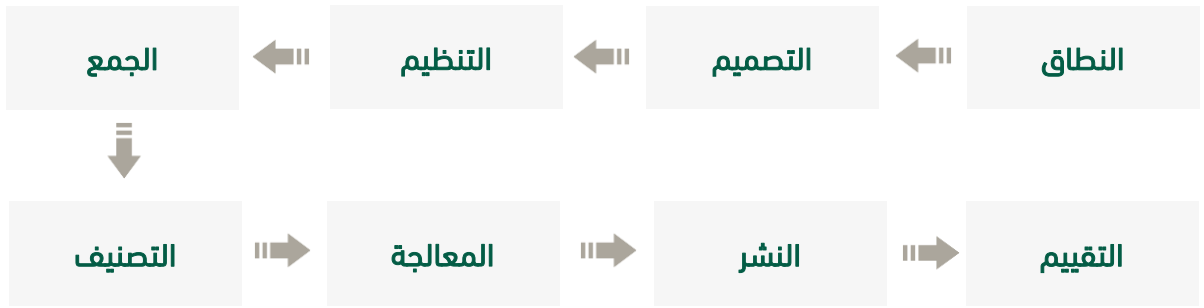 النطاق
التصميم
التنظيم
الجمع
التصنيف
المعالجة
النشر
التقييم